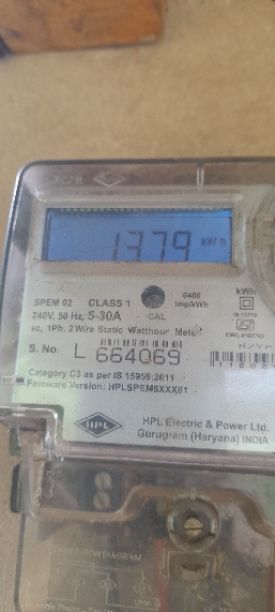 HPL
1379 kWh
SPEM 02 CLASS 1 6400 imp/kWh kWh
240V, 50 Hz, 5-30A CAL
ac, 1Ph, 2Wire Static Watthour Meter
S. No. L 664069
Category C3 as per IS 15959:2011
Firmware Version: HPLSPEM6XXX01
HPL HPL Electric & Power Ltd.
Gurugram (Haryana) INDIA